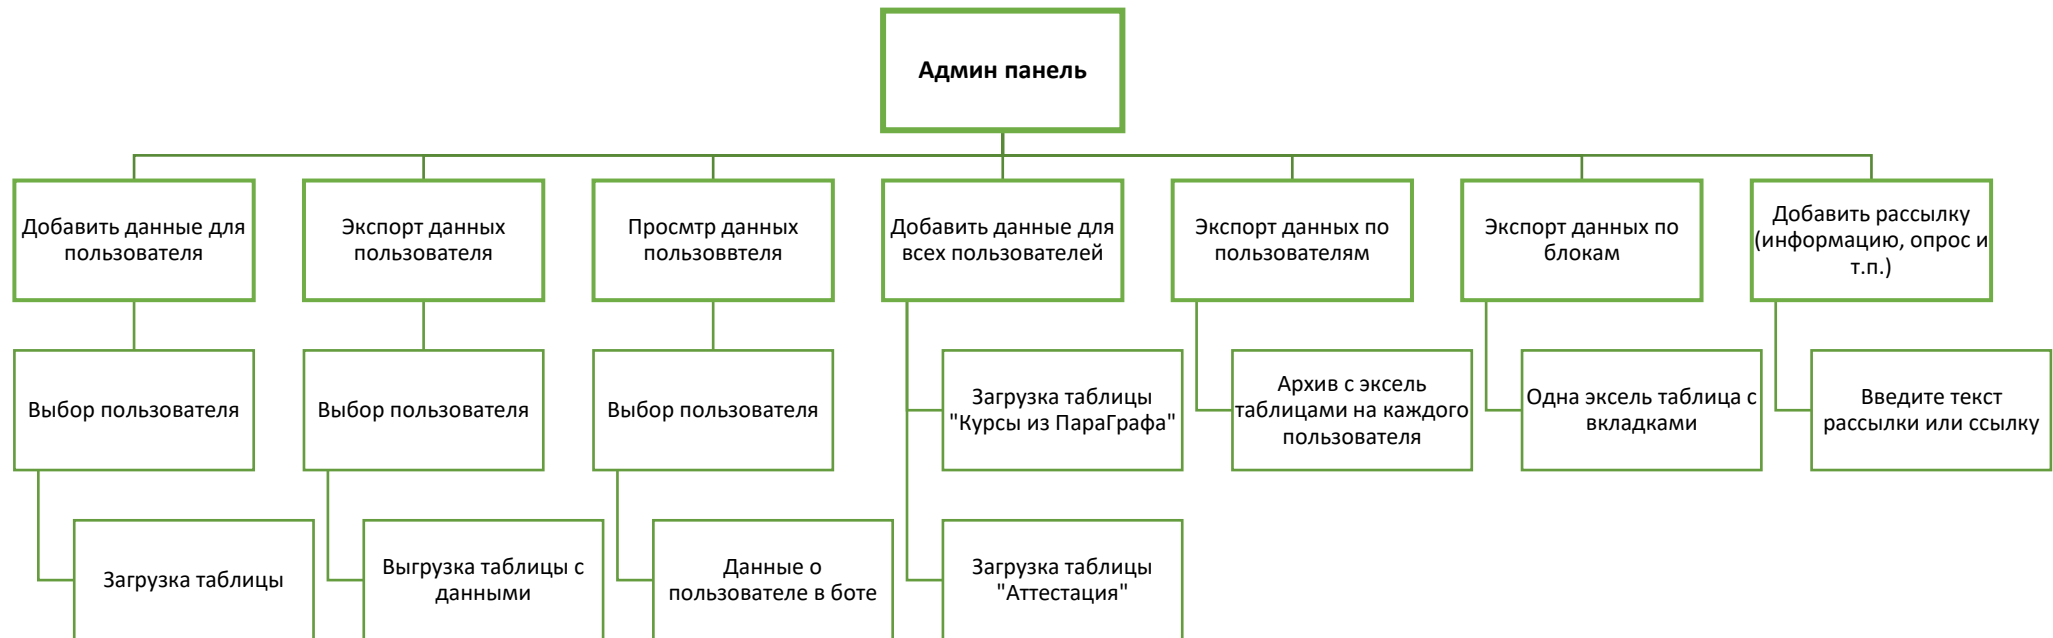 Админ панель
Добавить данные для
пользователя
Экспорт данных
пользователя
Просмтр данных
пользоввтеля
Добавить данные для
всех пользователей
Экспорт данных по
пользователям
Экспорт данных по
блокам
Добавить рассылку
(информацию, опрос и
т.п.)
Выбор пользователя
Выбор пользователя
Выбор пользователя
Загрузка таблицы
"Курсы из ПараГрафа"
Архив с эксель
таблицами на каждого
пользователя
Одна эксель таблица с
вкладками
Введите текст
рассылки или ссылку
Загрузка таблицы
Выгрузка таблицы с
данными
Данные о
пользователе в боте
Загрузка таблицы
"Аттестация"